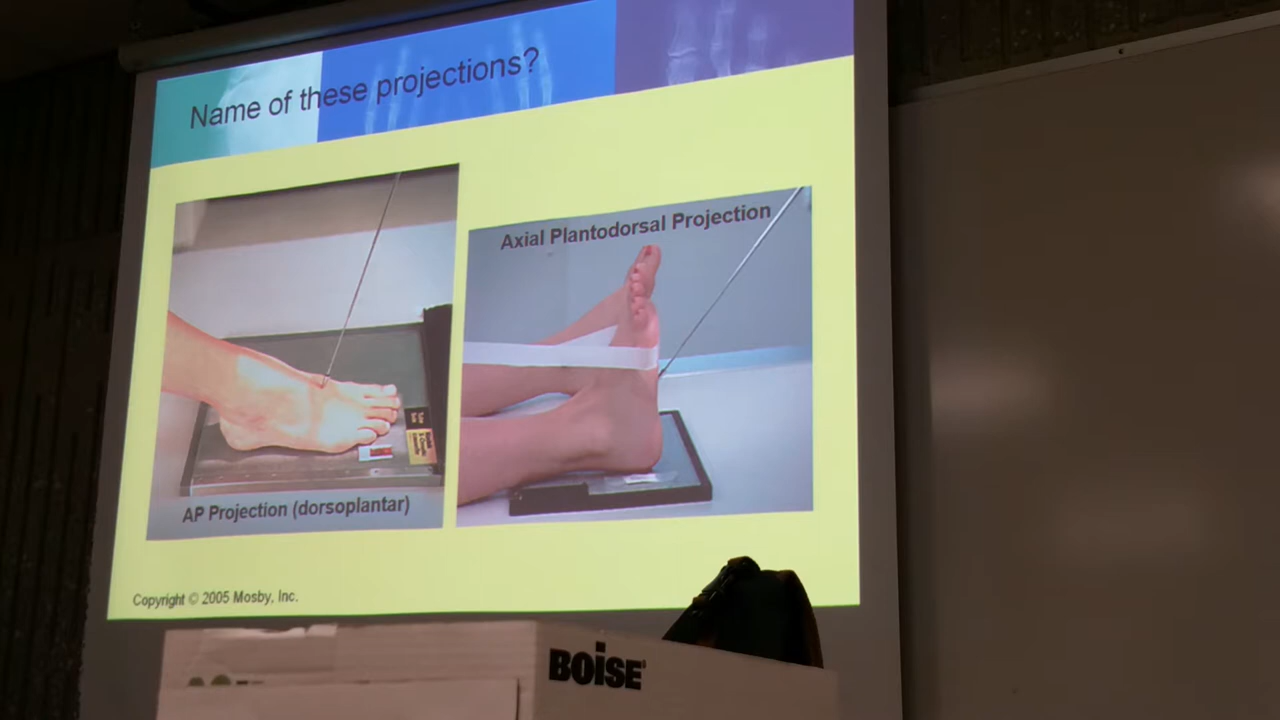 Name of these projections?
Axial Plantodorsal Projection
AP Projection (dorsoplantar)
Copyright © 2005 Mosby, Inc.
BOiSE